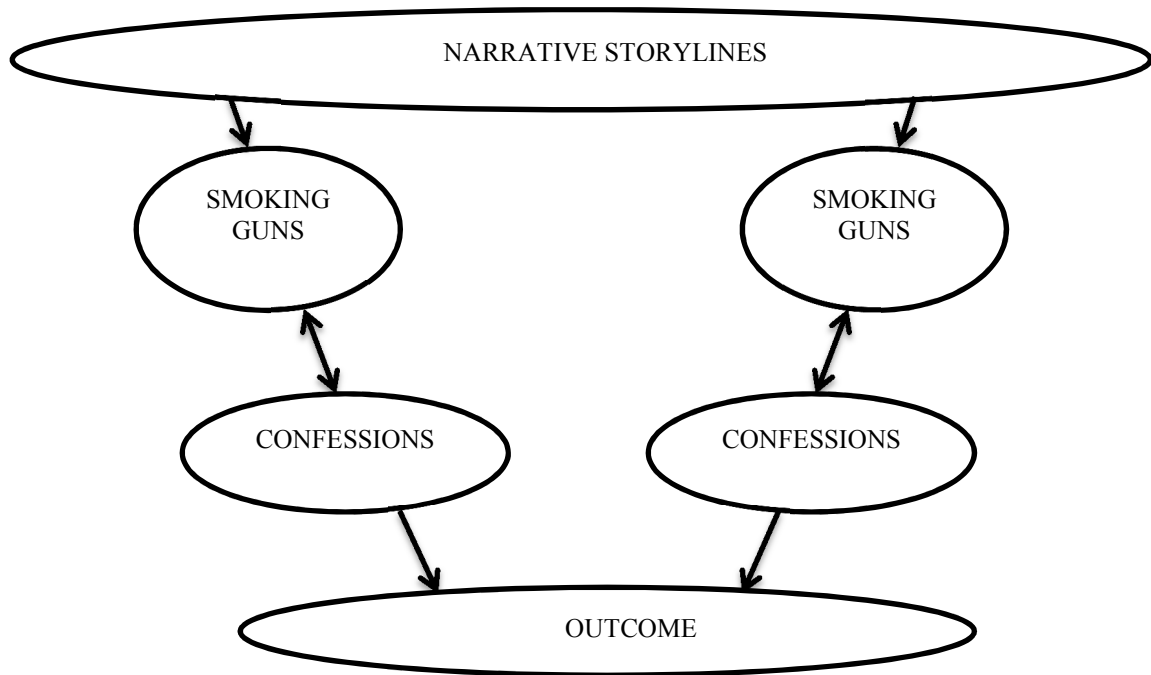 NARRATIVE STORYLINES
SMOKING
GUNS
SMOKING
GUNS
CONFESSIONS
CONFESSIONS
OUTCOME